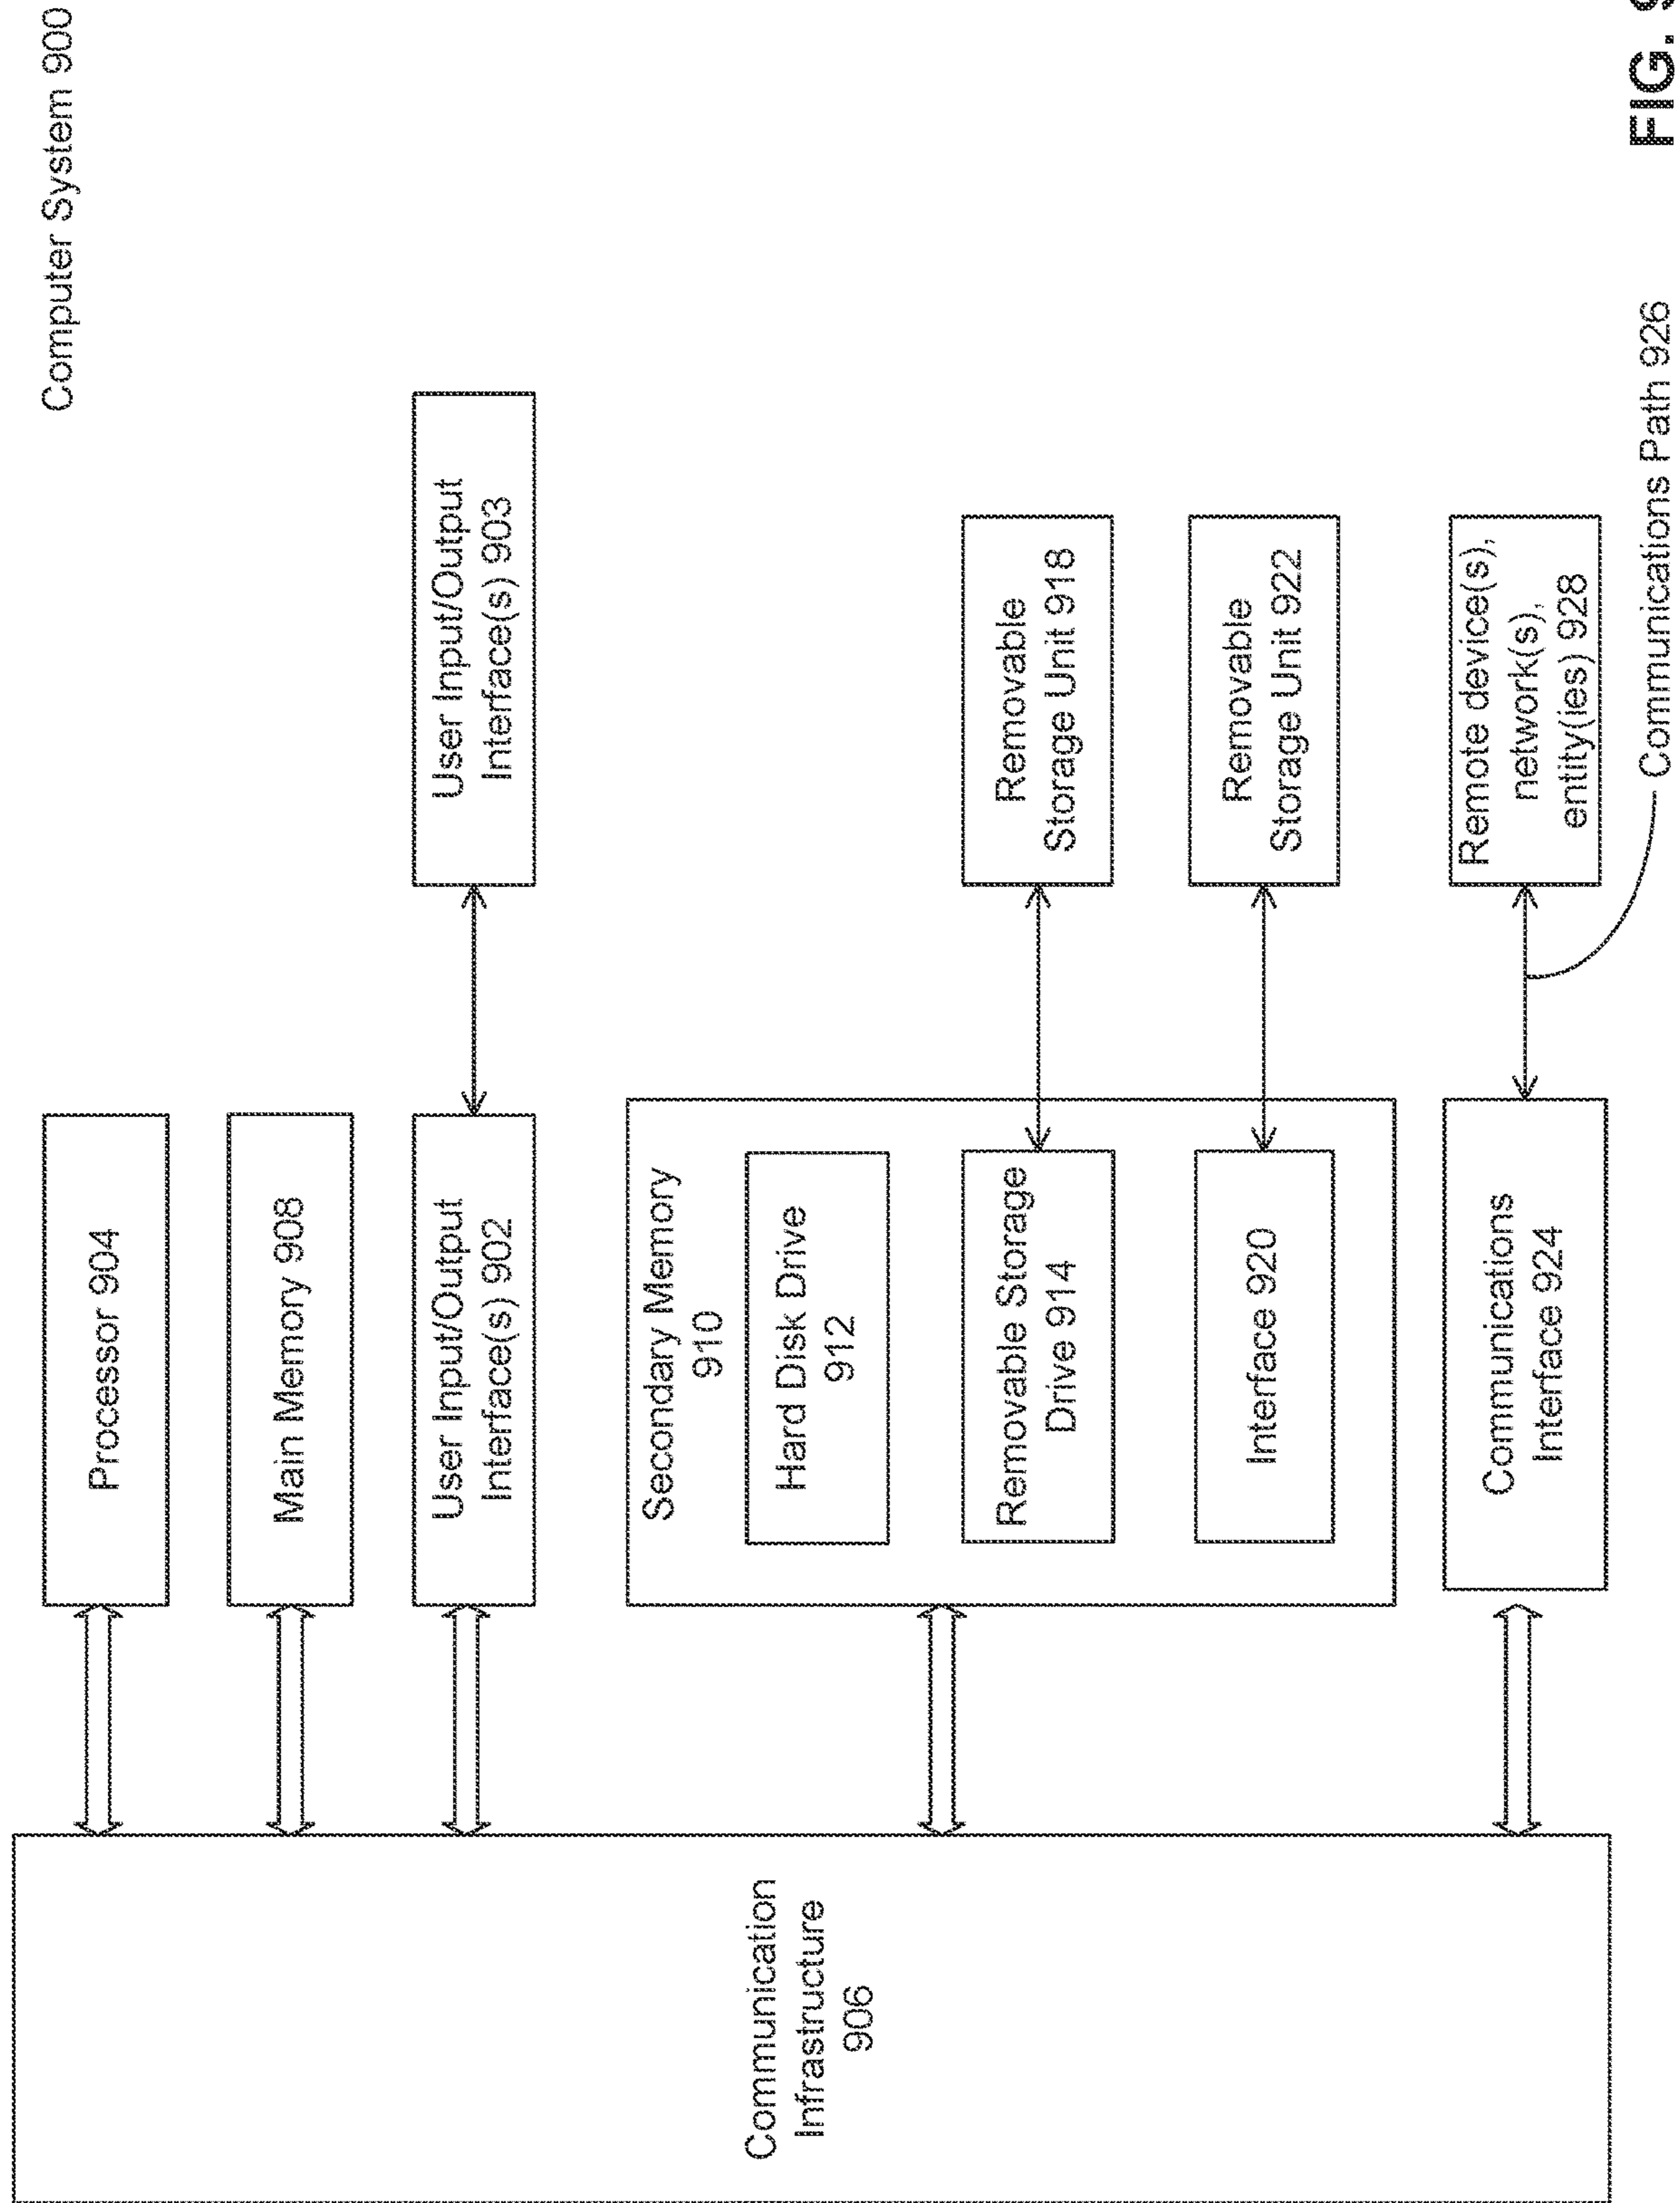 Computer System 900
Processor 904
Main Memory 908
User Input/Output
Interface(s) 902
User Input/Output
Interface(s) 903
Communication
Infrastructure
906
Secondary Memory
910
Hard Disk Drive
912
Removable Storage
Drive 914
Removable
Storage Unit 918
Interface 920
Removable
Storage Unit 922
Communications
Interface 924
Remote device(s),
network(s),
entity(ies) 928
Communications Path 926
FIG. 9